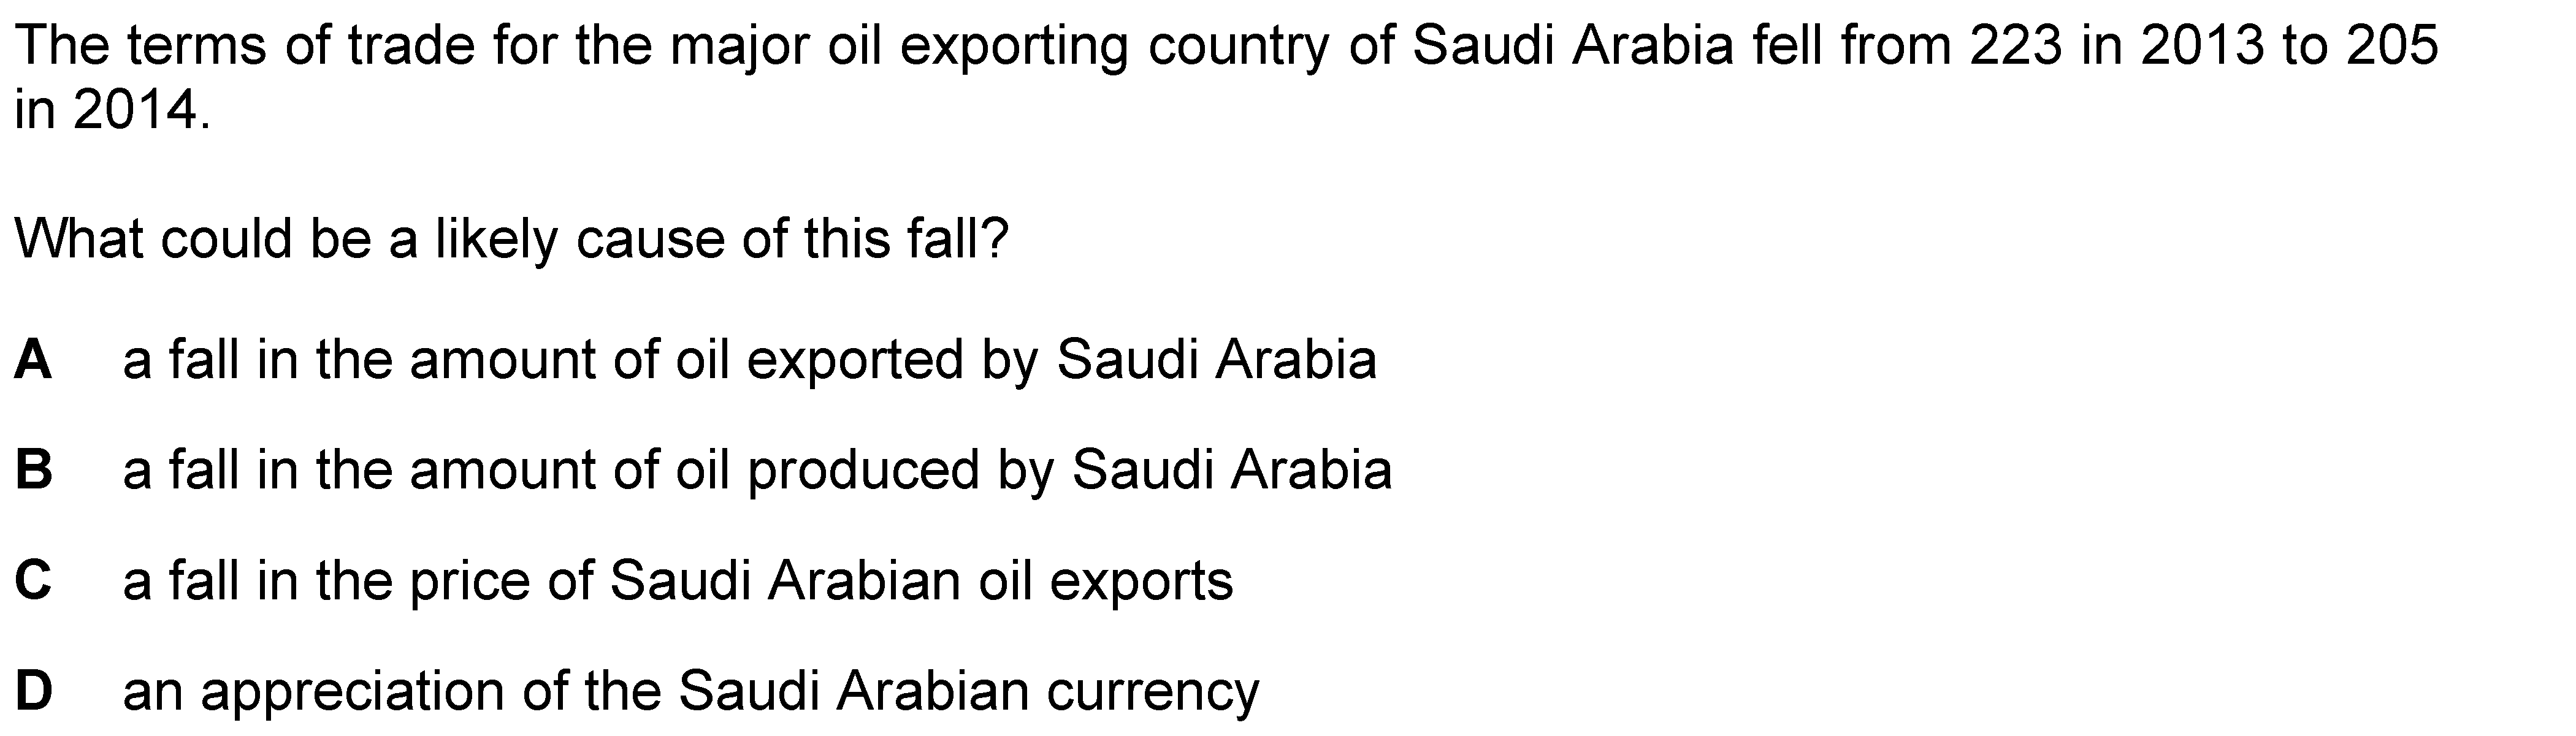 The terms of trade for the major oil exporting country of Saudi Arabia fell from 223 in 2013 to 205
in 2014.
What could be a likely cause of this fall?
A a fall in the amount of oil exported by Saudi Arabia
B a fall in the amount of oil produced by Saudi Arabia
C a fall in the price of Saudi Arabian oil exports
D an appreciation of the Saudi Arabian currency